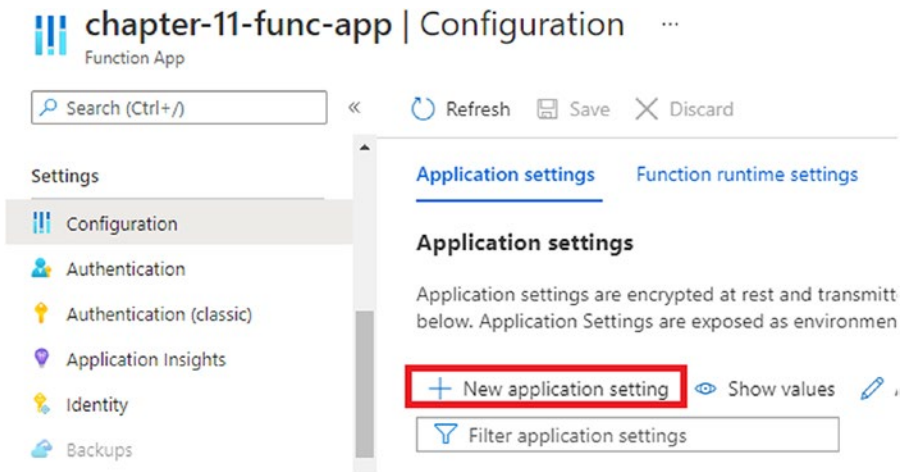 chapter-11-func-app | Configuration ...
Function App
Search (Ctrl+/)
«
Refresh Save Discard
Settings
Configuration
Authentication
Authentication (classic)
Application Insights
Identity
Backups
Application settings Function runtime settings
Application settings
Application settings are encrypted at rest and transmitt
below. Application Settings are exposed as environmen
+ New application setting Show values
Filter application settings